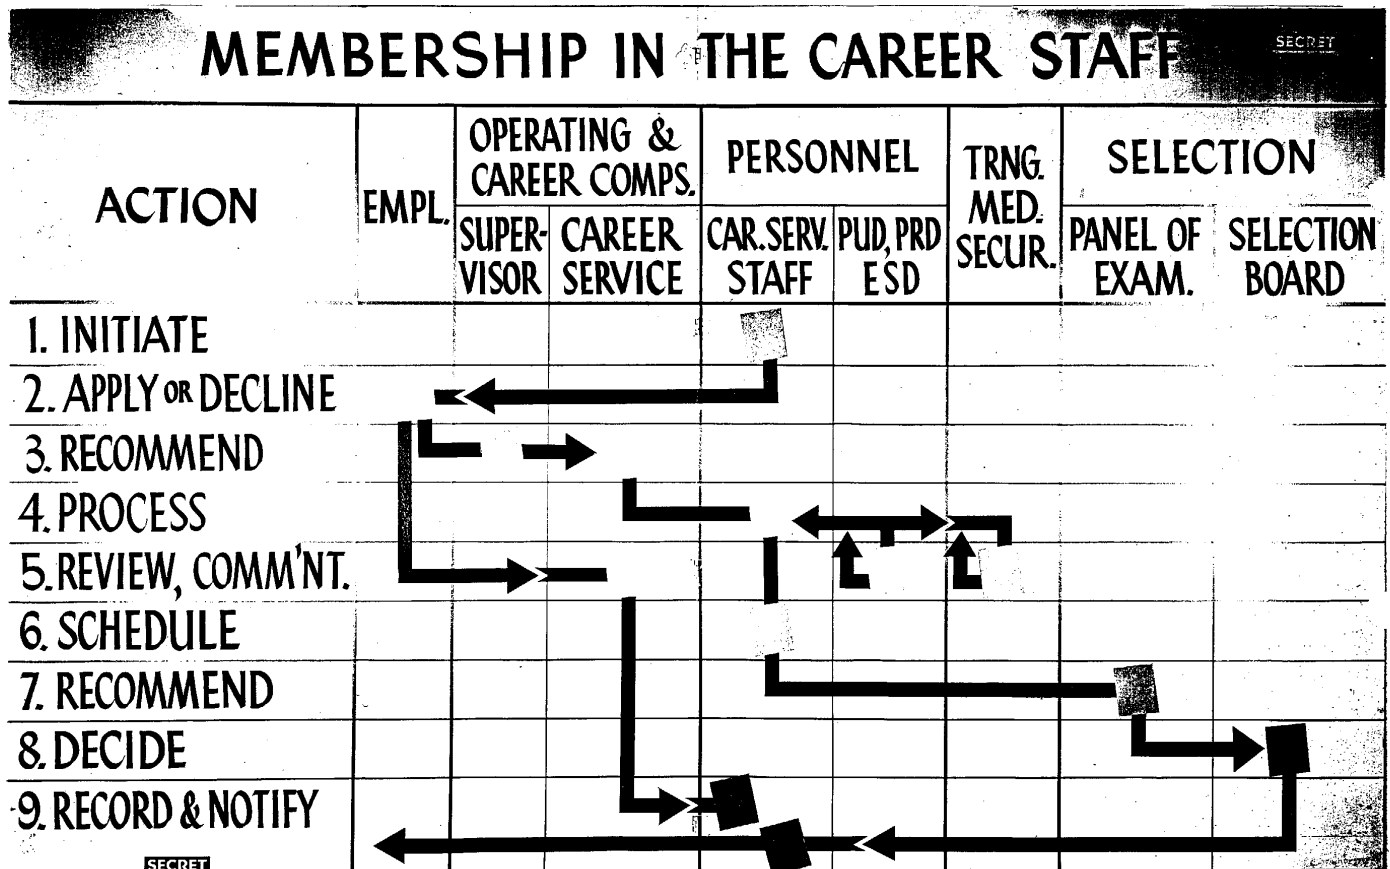 MEMBERSHIP IN THE CAREER STAFF
SECRET
ACTION
EMPL.
OPERATING &
CAREER COMPS.
SUPER-
VISOR
CAREER
SERVICE
PERSONNEL
CAR. SERV.
STAFF
PUD, PRD
ESD
TRNG.
MED.
SECUR.
SELECTION
PANEL OF
EXAM.
SELECTION
BOARD
1. INITIATE
2. APPLY OR DECLINE
3. RECOMMEND
4. PROCESS
5. REVIEW, COMM'NT.
6. SCHEDULE
7. RECOMMEND
8. DECIDE
9. RECORD & NOTIFY
SECRET